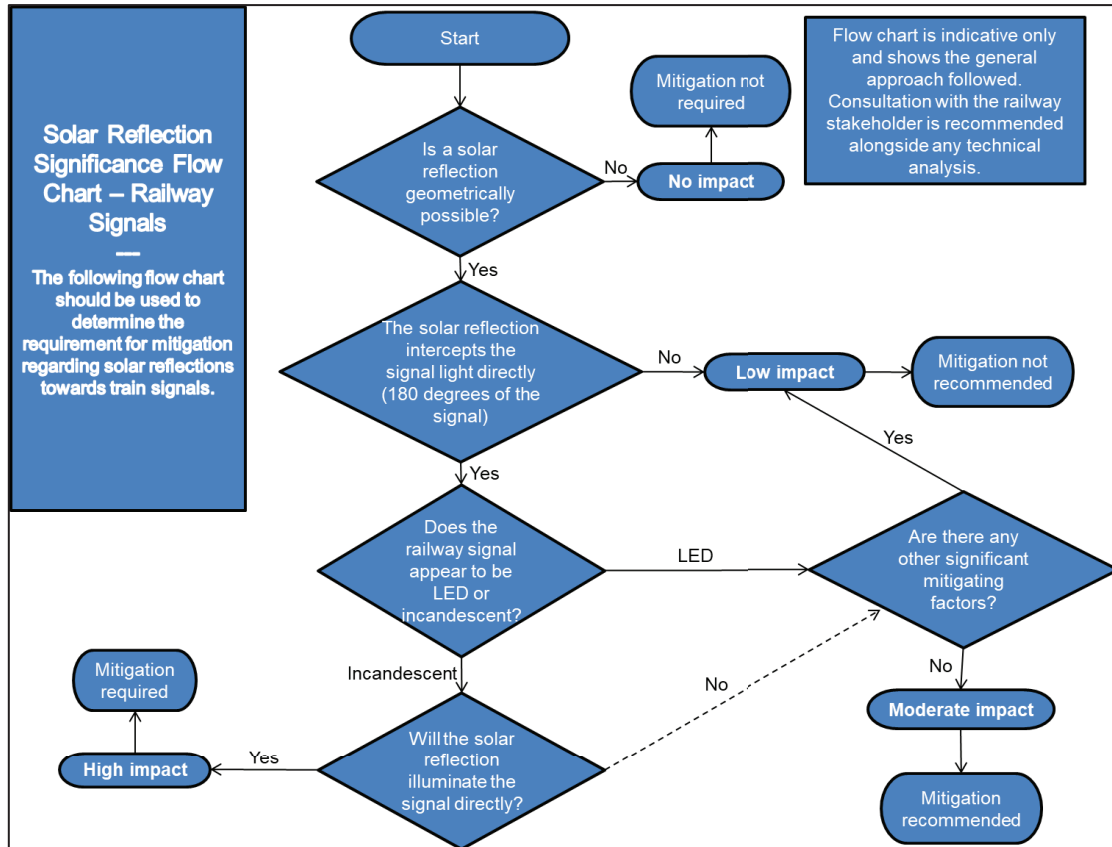 Solar Reflection
Significance Flow
Chart – Railway
Signals
---
The following flow chart
should be used to
determine the
requirement for mitigation
regarding solar reflections
towards train signals.
Start
Flow chart is indicative only
and shows the general
approach followed.
Consultation with the railway
stakeholder is recommended
alongside any technical
analysis.
Mitigation not
required
Is a solar
reflection
geometrically
possible?
No
No impact
Yes
The solar reflection
intercepts the
signal light directly
(180 degrees of the
signal)
No
Low impact
Mitigation not
recommended
Yes
Yes
Does the
railway signal
appear to be
LED or
incandescent?
LED
Are there any
other significant
mitigating
factors?
Incandescent
No
No
Mitigation
required
Moderate impact
Will the solar
reflection
illuminate the
signal directly?
Yes
High impact
Mitigation
recommended